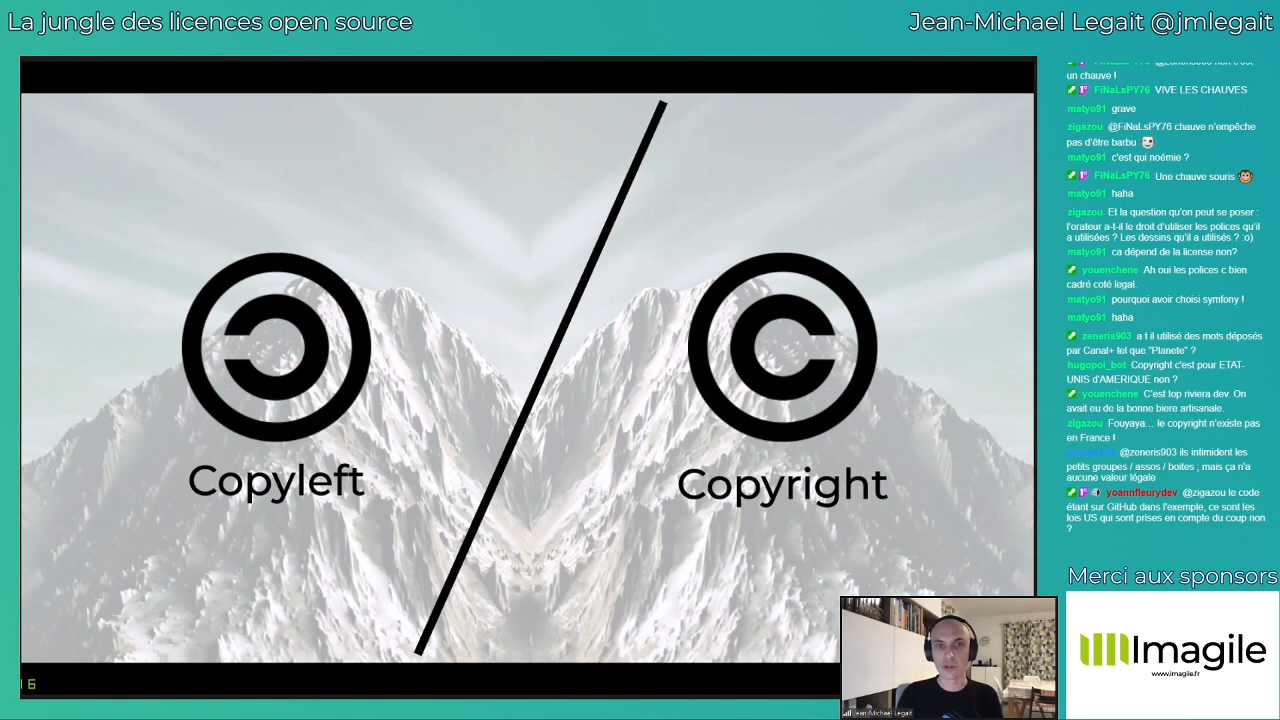 La jungle des licences open source
Jean-Michael Legait @jmlegait
Copyleft
Copyright
16
un chauve !
FiNaLsPY76 VIVE LES CHAUVES
matyo91 grave
zigazou @FiNaLsPY76 chauve n'empêche
pas d'être barbu
matyo91 c'est qui noémie ?
FiNaLsPY76 Une chauve souris
matyo91 haha
zigazou Et la question qu'on peut se poser :
l'orateur a-t-il le droit d'utiliser les polices qu'il
a utilisées ? Les dessins qu'il a utilisés ? :o)
matyo91 ca dépend de la license non?
youenchene Ah oui les polices c bien
cadré coté legal.
matyo91 pourquoi avoir choisi symfony !
matyo91 haha
zeneris903 a t il utilisé des mots déposés
par Canal+ tel que "Planete" ?
hugopol_bot Copyright c'est pour ETAT-
UNIS d'AMERIQUE non ?
youenchene C'est top riviera dev. On
avait eu de la bonne biere artisanale.
zigazou Fouyaya... le copyright n'existe pas
en France !
@zeneris903 ils intimident les
petits groupes / assos / boites ; mais ça n'a
aucune valeur légale
yoannfleurydev @zigazou le code
étant sur GitHub dans l'exemple, ce sont les
lois US qui sont prises en compte du coup non
?
Merci aux sponsors
Imagile
www.imagile.fr
Jean-Michael Legait